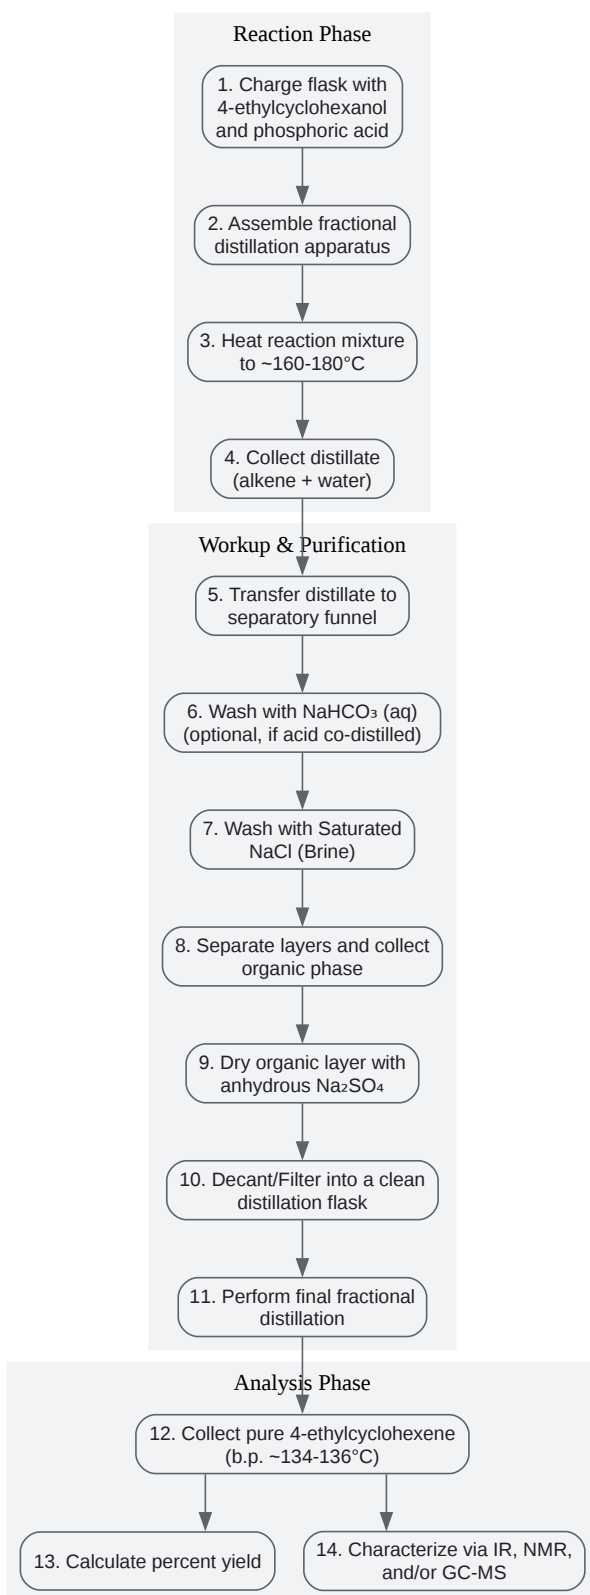 Reaction Phase
1. Charge flask with
4-ethylcyclohexanol
and phosphoric acid
2. Assemble fractional
distillation apparatus
3. Heat reaction mixture
to ~160-180°C
4. Collect distillate
(alkene + water)
Workup & Purification
5. Transfer distillate to
separatory funnel
6. Wash with NaHCO₃ (aq)
(optional, if acid co-distilled)
7. Wash with Saturated
NaCl (Brine)
8. Separate layers and collect
organic phase
9. Dry organic layer with
anhydrous Na₂SO₄
10. Decant/Filter into a clean
distillation flask
11. Perform final fractional
distillation
Analysis Phase
12. Collect pure 4-ethylcyclohexene
(b.p. ~134-136°C)
13. Calculate percent yield
14. Characterize via IR, NMR,
and/or GC-MS